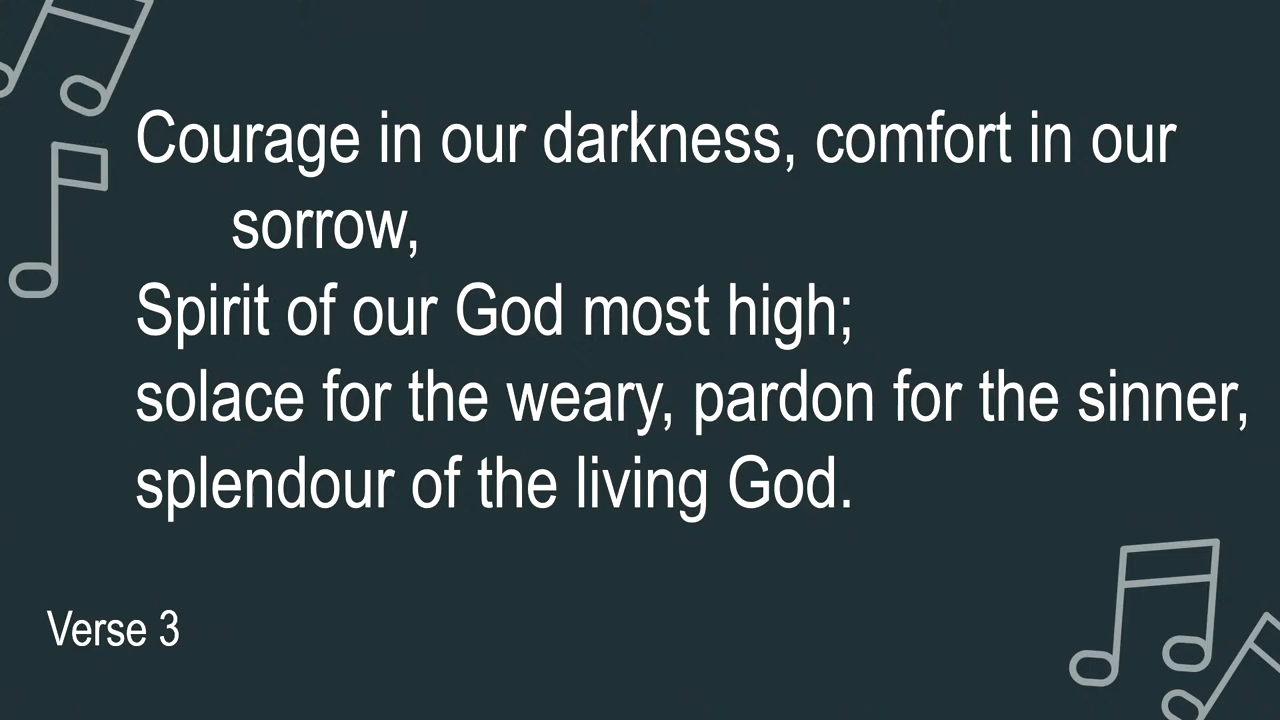 Courage in our darkness, comfort in our
sorrow,
Spirit of our God most high;
solace for the weary, pardon for the sinner,
splendour of the living God.
Verse 3